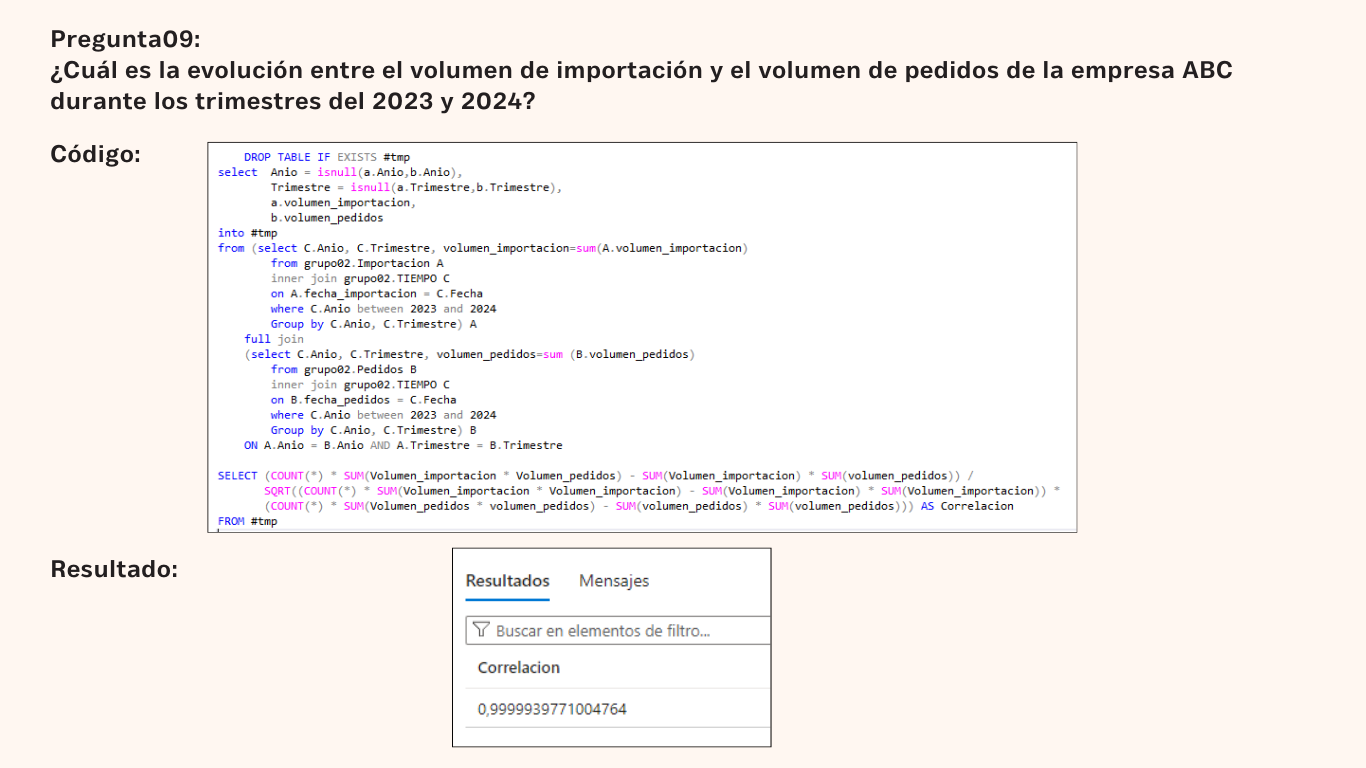 Pregunta09:
¿Cuál es la evolución entre el volumen de importación y el volumen de pedidos de la empresa ABC
durante los trimestres del 2023 y 2024?
Código:
DROP TABLE IF EXISTS #tmp
select  Anio = isnull(a.Anio,b.Anio),
Trimestre = isnull(a.Trimestre,b.Trimestre),
a.volumen_importacion,
b.volumen_pedidos
into #tmp
from (select C.Anio, C.Trimestre, volumen_importacion=sum(A.volumen_importacion)
from grupo02.Importacion A
inner join grupo02.TIEMPO C
on A.fecha_importacion = C.Fecha
where C.Anio between 2023 and 2024
Group by C.Anio, C.Trimestre) A
full join
(select C.Anio, C.Trimestre, volumen_pedidos=sum (B.volumen_pedidos)
from grupo02.Pedidos B
inner join grupo02.TIEMPO C
on B.fecha_pedidos = C.Fecha
where C.Anio between 2023 and 2024
Group by C.Anio, C.Trimestre) B
ON A.Anio = B.Anio AND A.Trimestre = B.Trimestre
SELECT (COUNT(*) * SUM(Volumen_importacion * Volumen_pedidos) - SUM(Volumen_importacion) * SUM(volumen_pedidos)) /
SQRT((COUNT(*) * SUM(Volumen_importacion * Volumen_importacion) - SUM(Volumen_importacion) * SUM(Volumen_importacion)) *
(COUNT(*) * SUM(Volumen_pedidos * volumen_pedidos) - SUM(volumen_pedidos) * SUM(volumen_pedidos))) AS Correlacion
FROM #tmp
Resultado:
Resultados Mensajes
Buscar en elementos de filtro...
Correlacion
0,9999939771004764